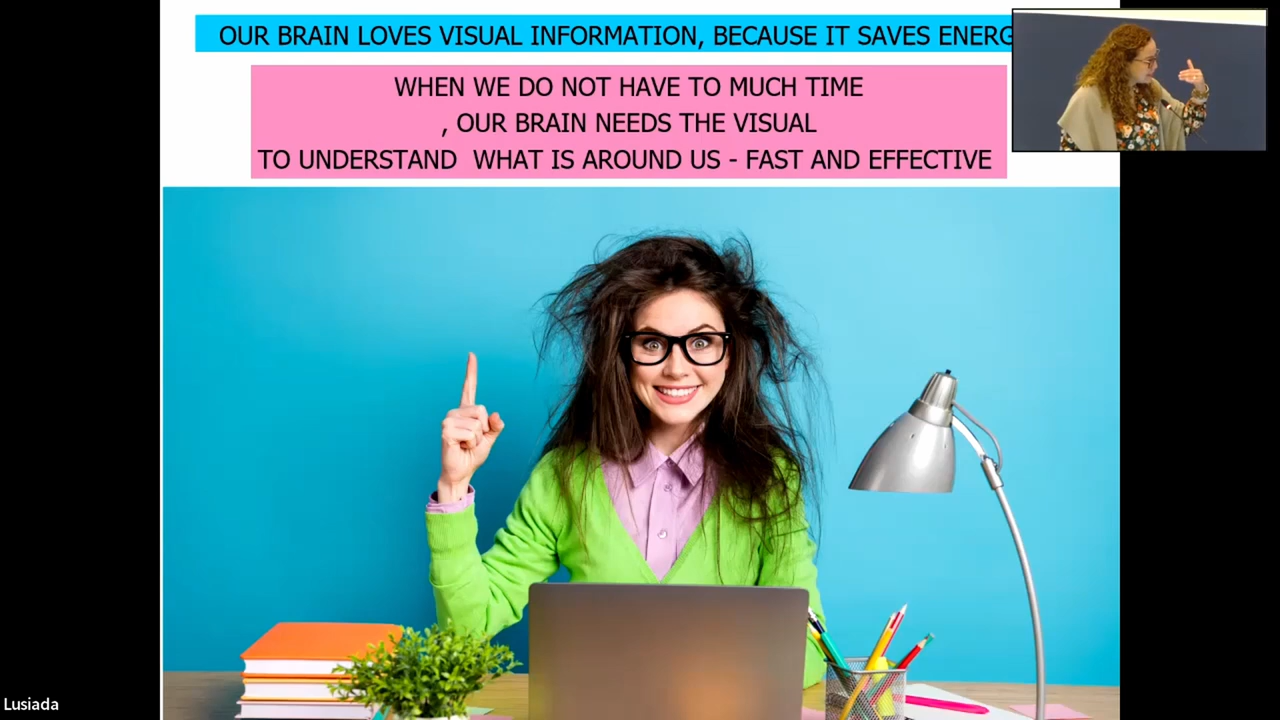 OUR BRAIN LOVES VISUAL INFORMATION, BECAUSE IT SAVES ENERG
WHEN WE DO NOT HAVE TO MUCH TIME
, OUR BRAIN NEEDS THE VISUAL
TO UNDERSTAND WHAT IS AROUND US - FAST AND EFFECTIVE
Lusiada